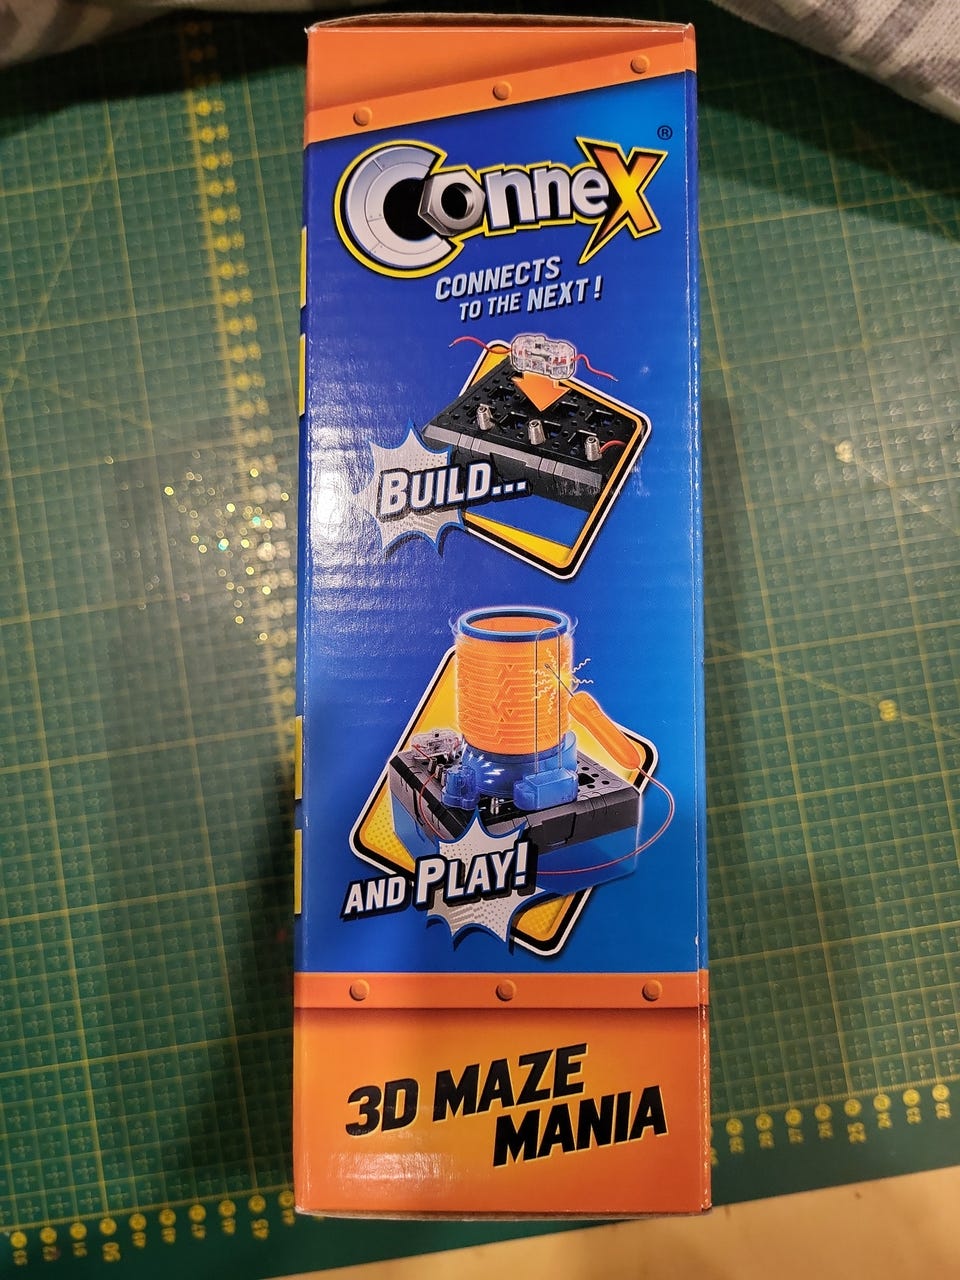 ConneX®
CONNECTS
TO THE NEXT!
BUILD...
AND PLAY!
3D MAZE
MANIA